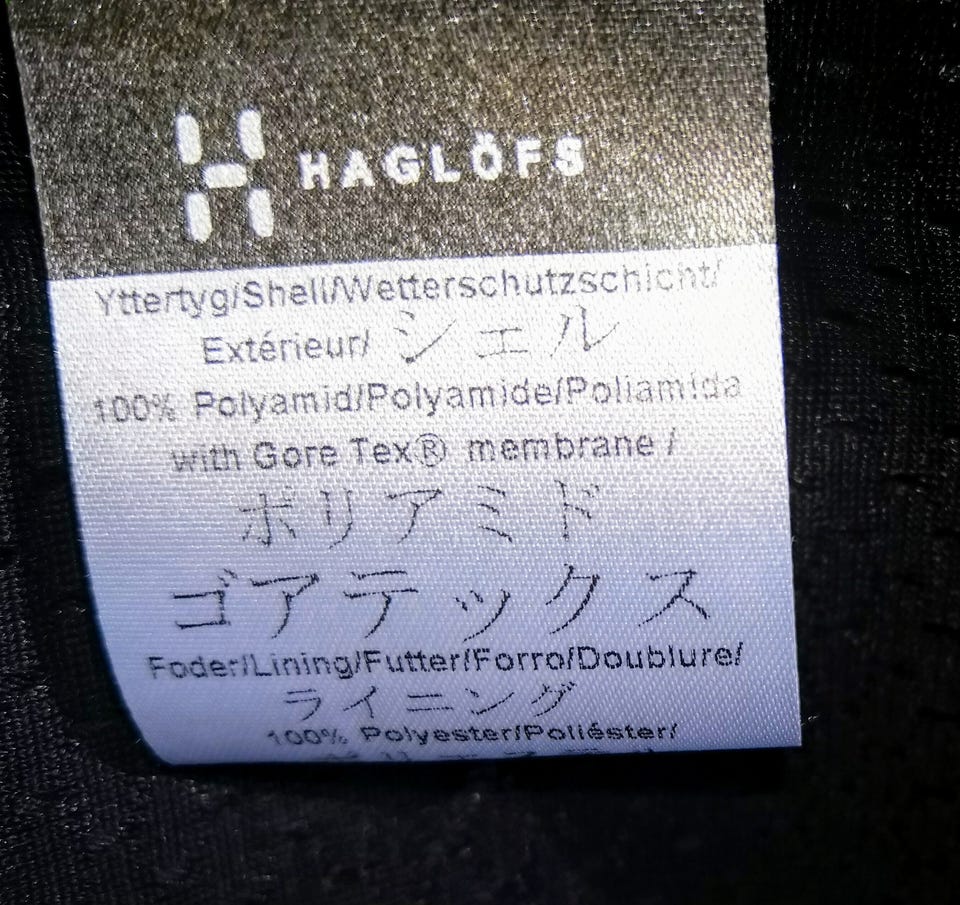 HAGLÖFS
Yttertyg/Shell/Wetterschutzschicht/
Extérieur/ シェル
100% Polyamid/Polyamide/Poliamida
with Gore Tex® membrane /
ポリアミド
ゴアテックス
Foder/Lining/Futter/Forro/Doublure/
ライニング
100% Polyester/Poliéster/